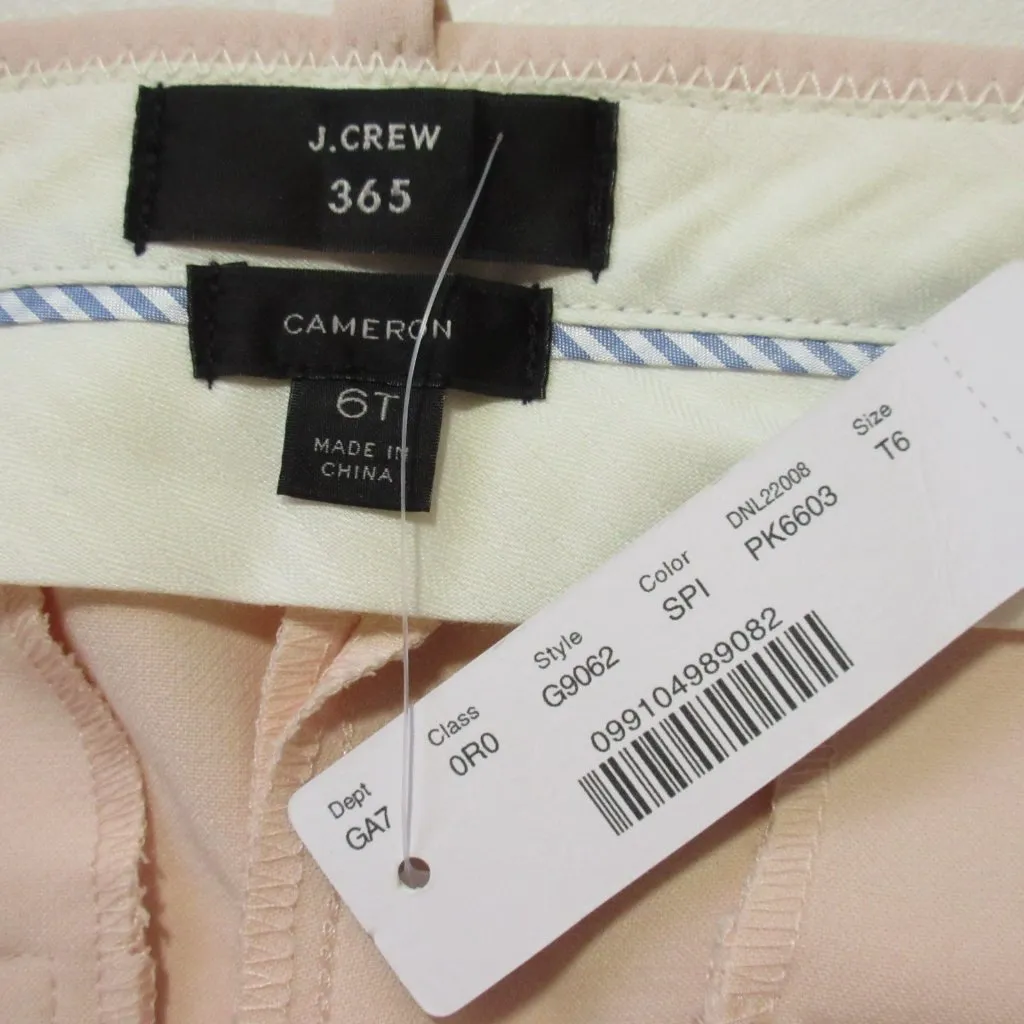 J.CREW
365
CAMERON
6T
MADE IN
CHINA
Dept
GA7
Class
0R0
Style
G9062
Color
SPI
DNL22008
PK6603
Size
T6
099104989082